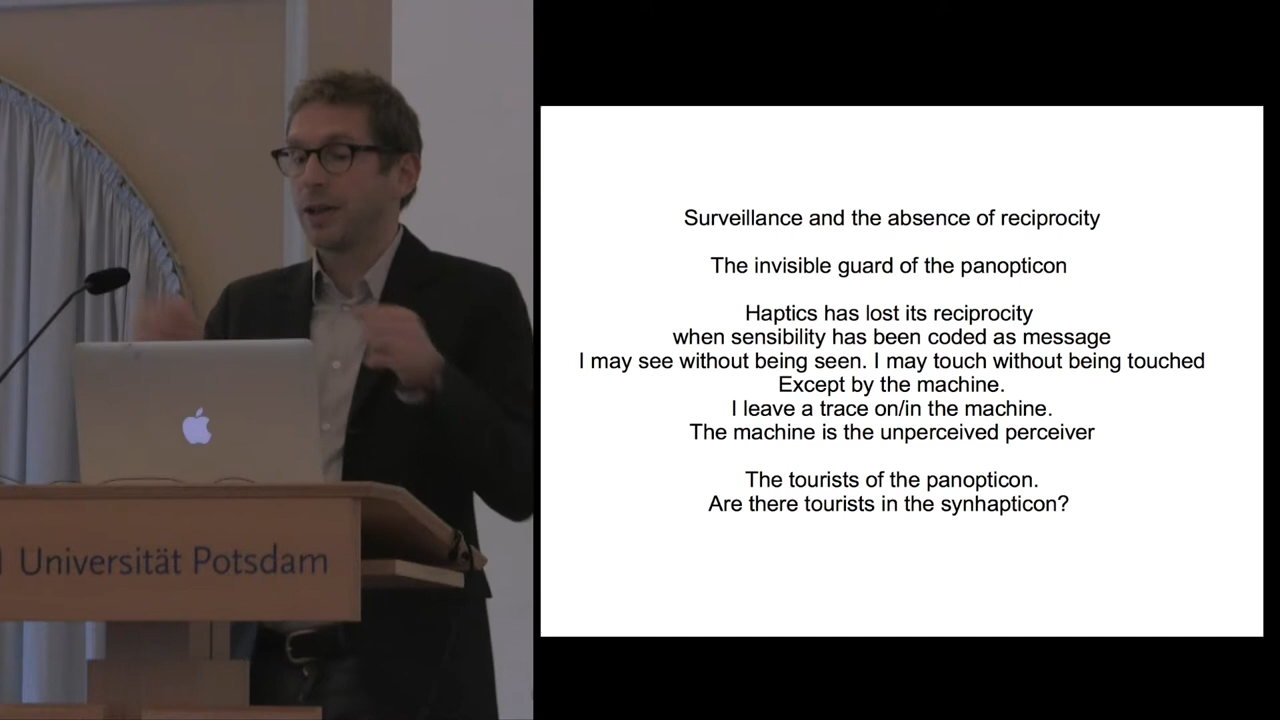 Universität Potsdam
Surveillance and the absence of reciprocity
The invisible guard of the panopticon
Haptics has lost its reciprocity
when sensibility has been coded as message
I may see without being seen. I may touch without being touched
Except by the machine.
I leave a trace on/in the machine.
The machine is the unperceived perceiver
The tourists of the panopticon.
Are there tourists in the synhapticon?